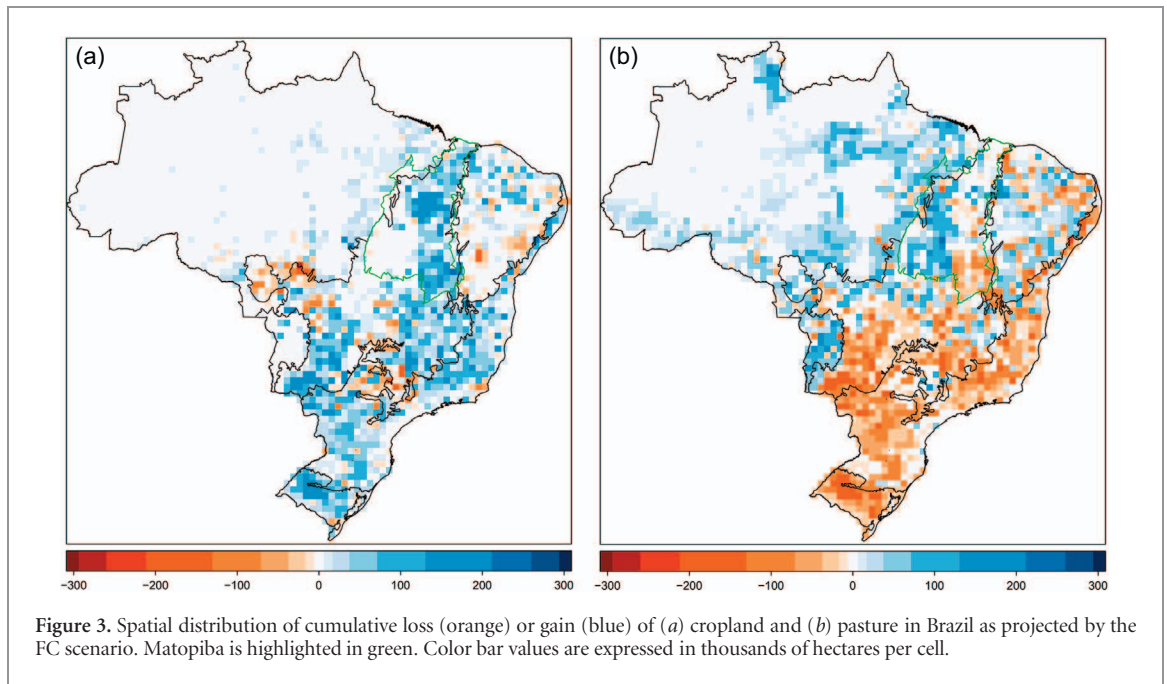 (a)
(b)
−300 −200 −100 0 100 200 300
−300 −200 −100 0 100 200 300
Figure 3. Spatial distribution of cumulative loss (orange) or gain (blue) of (a) cropland and (b) pasture in Brazil as projected by the
FC scenario. Matopiba is highlighted in green. Color bar values are expressed in thousands of hectares per cell.